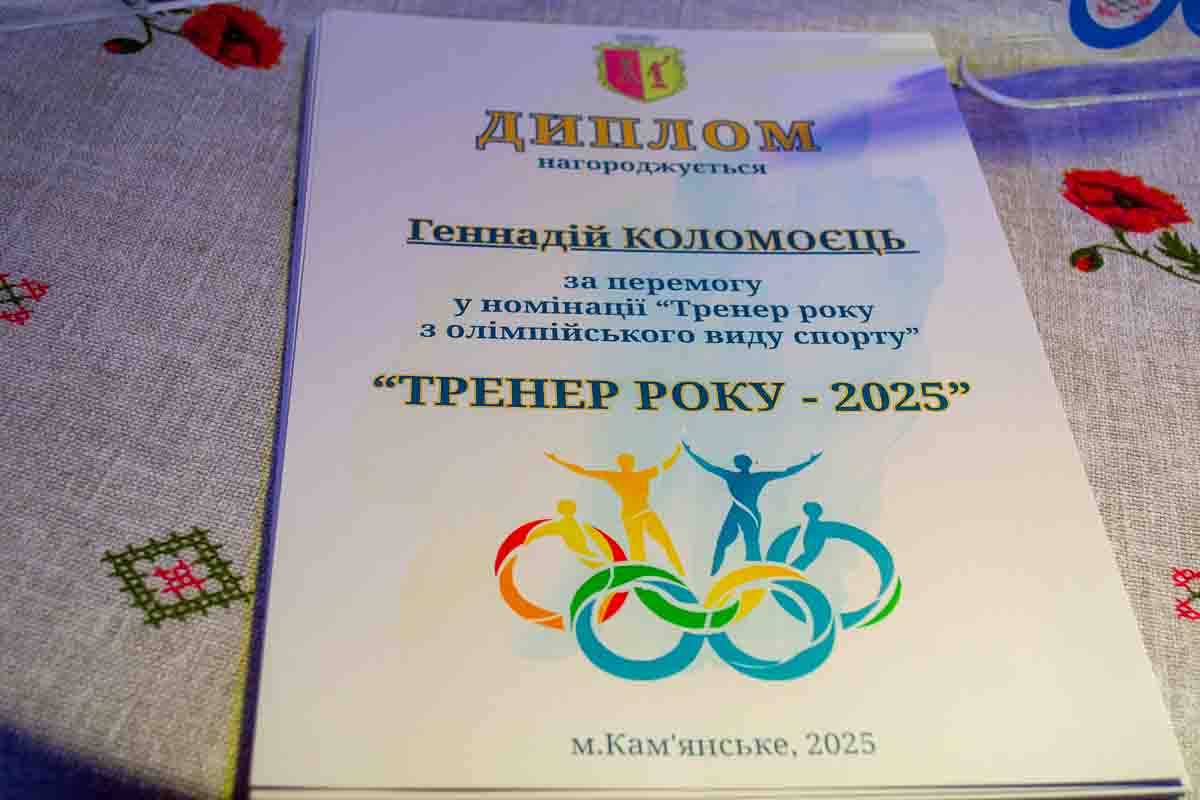 ДИПЛОМ
нагороджується
Геннадій КОЛОМОЄЦЬ
за перемогу
у номінації “Тренер року
з олімпійського виду спорту”
“ТРЕНЕР РОКУ - 2025”
м.Кам'янське, 2025